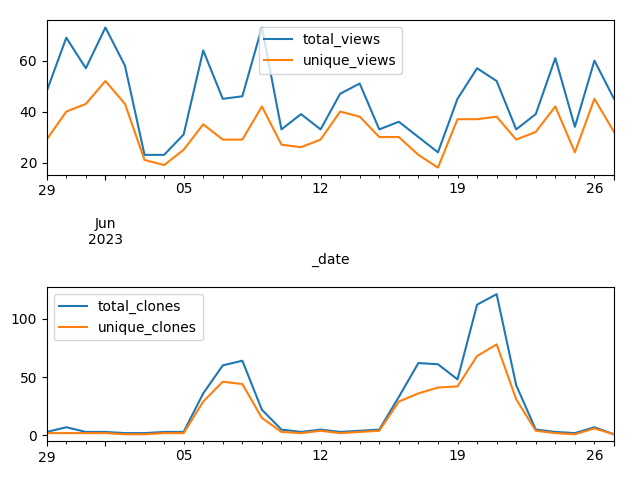 60
40
20
total_views
unique_views
29 05 12 19 26
Jun
2023
_date
100
50
0
total_clones
unique_clones
29 05 12 19 26